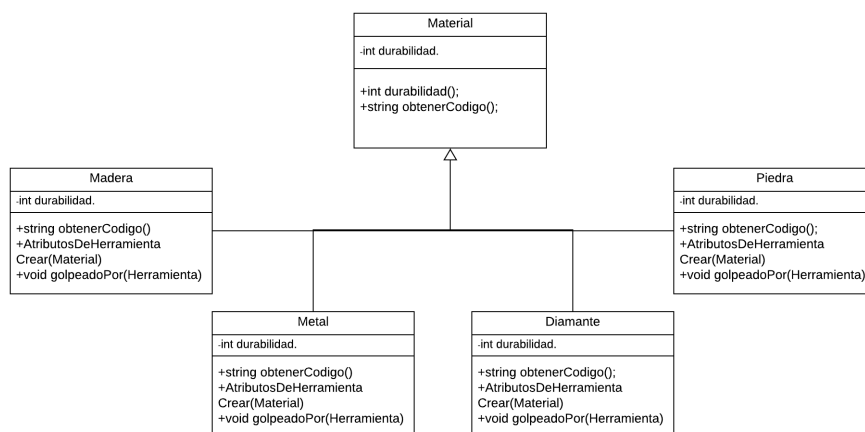 Material
-int durabilidad.
+int durabilidad();
+string obtenerCodigo();
Madera
-int durabilidad.
+string obtenerCodigo()
+AtributosDeHerramienta
Crear(Material)
+void golpeadoPor(Herramienta)
Piedra
-int durabilidad.
+string obtenerCodigo();
+AtributosDeHerramienta
Crear(Material)
+void golpeadoPor(Herramienta)
Metal
-int durabilidad.
+string obtenerCodigo()
+AtributosDeHerramienta
Crear(Material)
+void golpeadoPor(Herramienta)
Diamante
-int durabilidad.
+string obtenerCodigo();
+AtributosDeHerramienta
Crear(Material)
+void golpeadoPor(Herramienta)